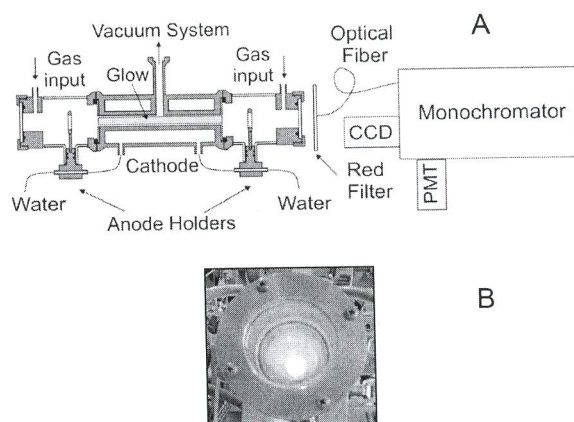 Vacuum System
Optical Fiber
A
Gas input
Glow
Gas input
Monochromator
CCD
PMT
Red Filter
Cathode
Water
Anode Holders
Water
B